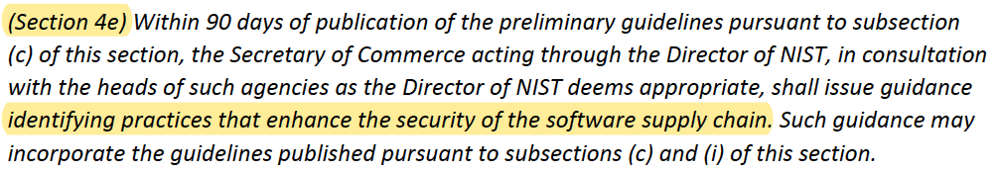 (Section 4e) Within 90 days of publication of the preliminary guidelines pursuant to subsection
(c) of this section, the Secretary of Commerce acting through the Director of NIST, in consultation
with the heads of such agencies as the Director of NIST deems appropriate, shall issue guidance
identifying practices that enhance the security of the software supply chain. Such guidance may
incorporate the guidelines published pursuant to subsections (c) and (i) of this section.